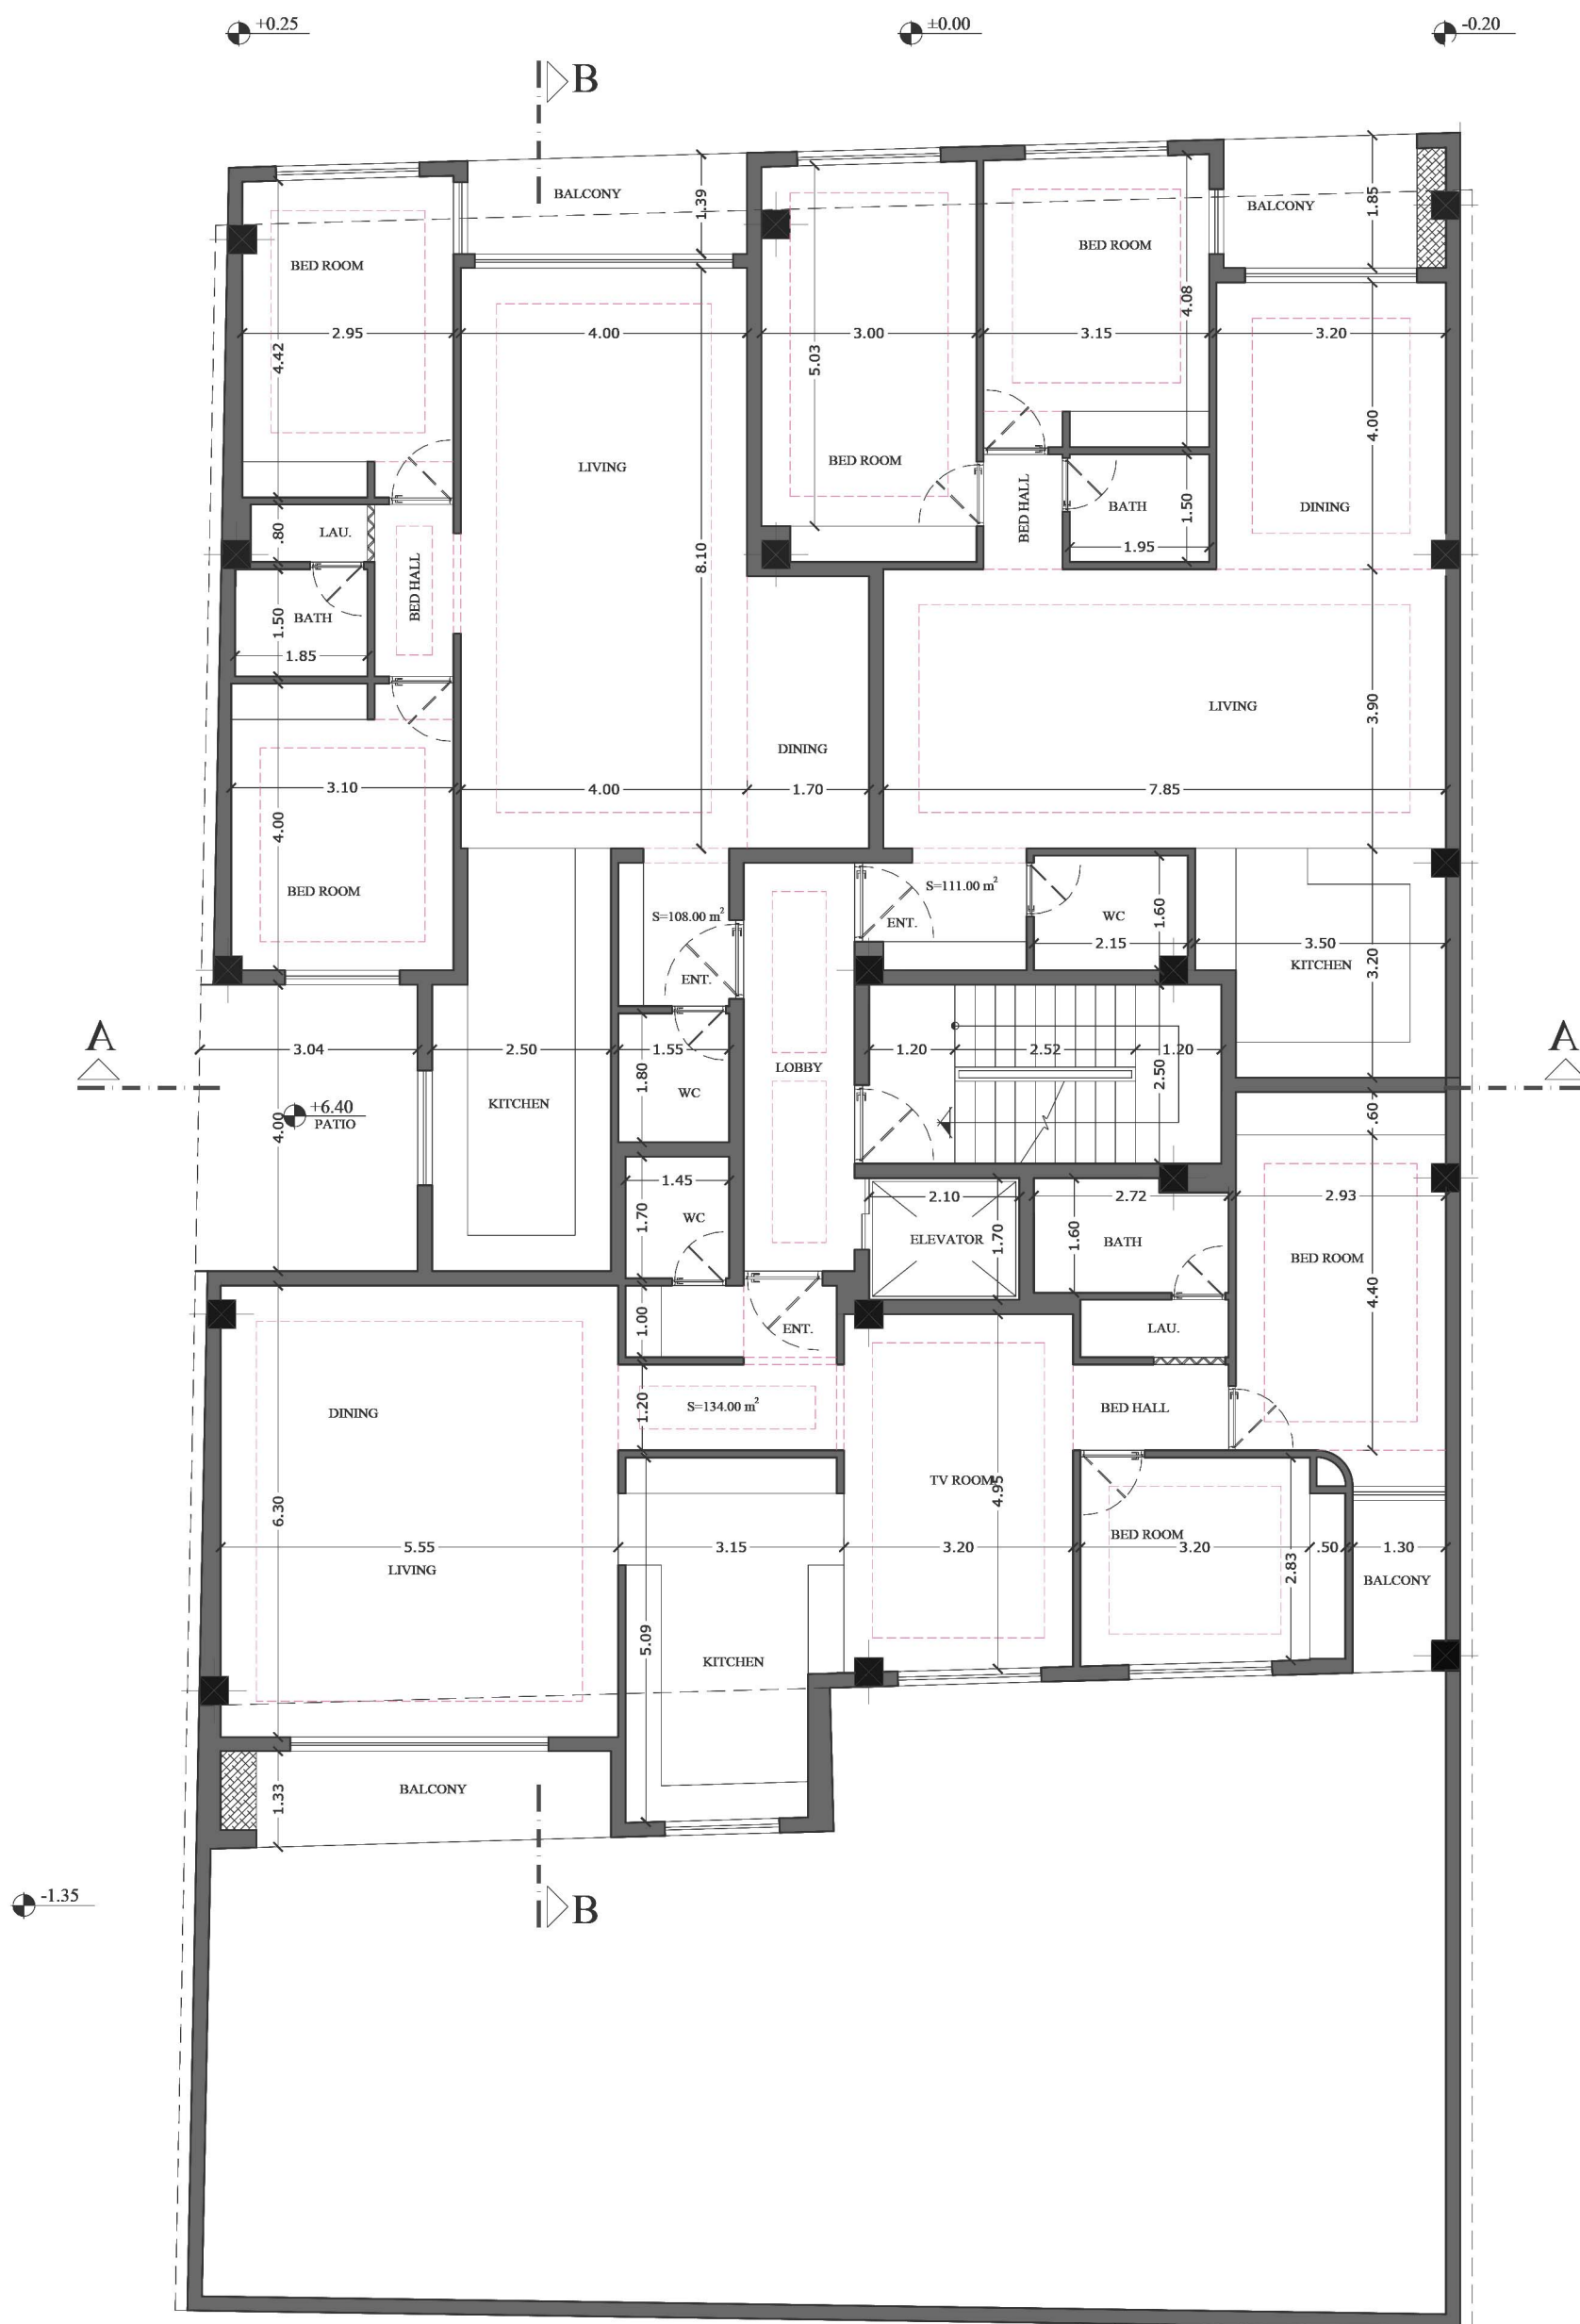 +0.25
±0.00
-0.20
B
BALCONY
1.39
BALCONY
1.85
BED ROOM
BED ROOM
4.42
2.95
4.00
5.03
3.00
3.15
4.08
3.20
4.00
LIVING
BED ROOM
BED HALL
BATH
1.50
1.95
DINING
.80
LAU.
BED HALL
8.10
1.50
BATH
1.85
LIVING
3.90
DINING
3.10
4.00
1.70
7.85
4.00
BED ROOM
S=108.00 m²
ENT.
S=111.00 m²
ENT.
WC
1.60
2.15
3.50
KITCHEN
3.20
A
A
3.04
2.50
1.55
1.80
WC
LOBBY
1.20
2.52
1.20
2.50
KITCHEN
+6.40
PATIO
4.00
.60
1.45
1.70
WC
2.10
ELEVATOR
1.70
2.72
1.60
BATH
2.93
BED ROOM
4.40
1.00
ENT.
LAU.
DINING
1.20
S=134.00 m²
BED HALL
6.30
TV ROOM
4.95
BED ROOM
5.55
3.15
3.20
3.20
2.83
.50
1.30
LIVING
BALCONY
5.09
KITCHEN
1.33
BALCONY
B
-1.35